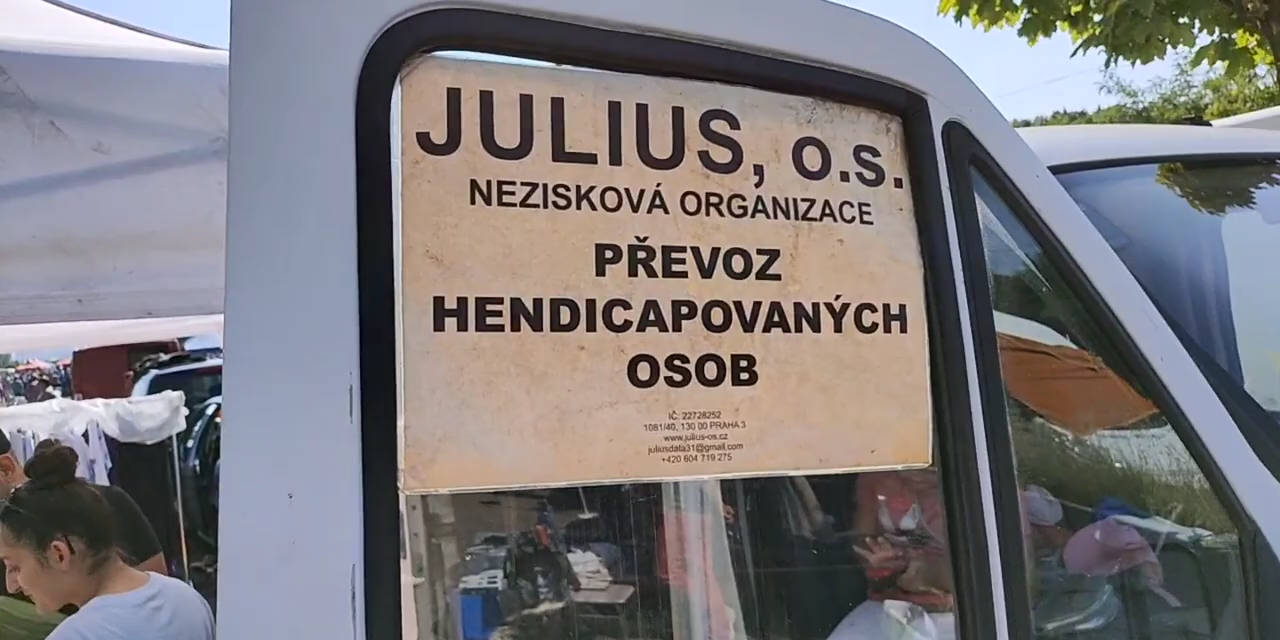 JULIUS, o.s.
NEZISKOVÁ ORGANIZACE
PŘEVOZ
HENDICAPOVANÝCH
OSOB
IČ: 22728252
1081/40, 130 00 PRAHA 3
www.julius-os.cz
juliusdata31@gmail.com
+420 604 719 275